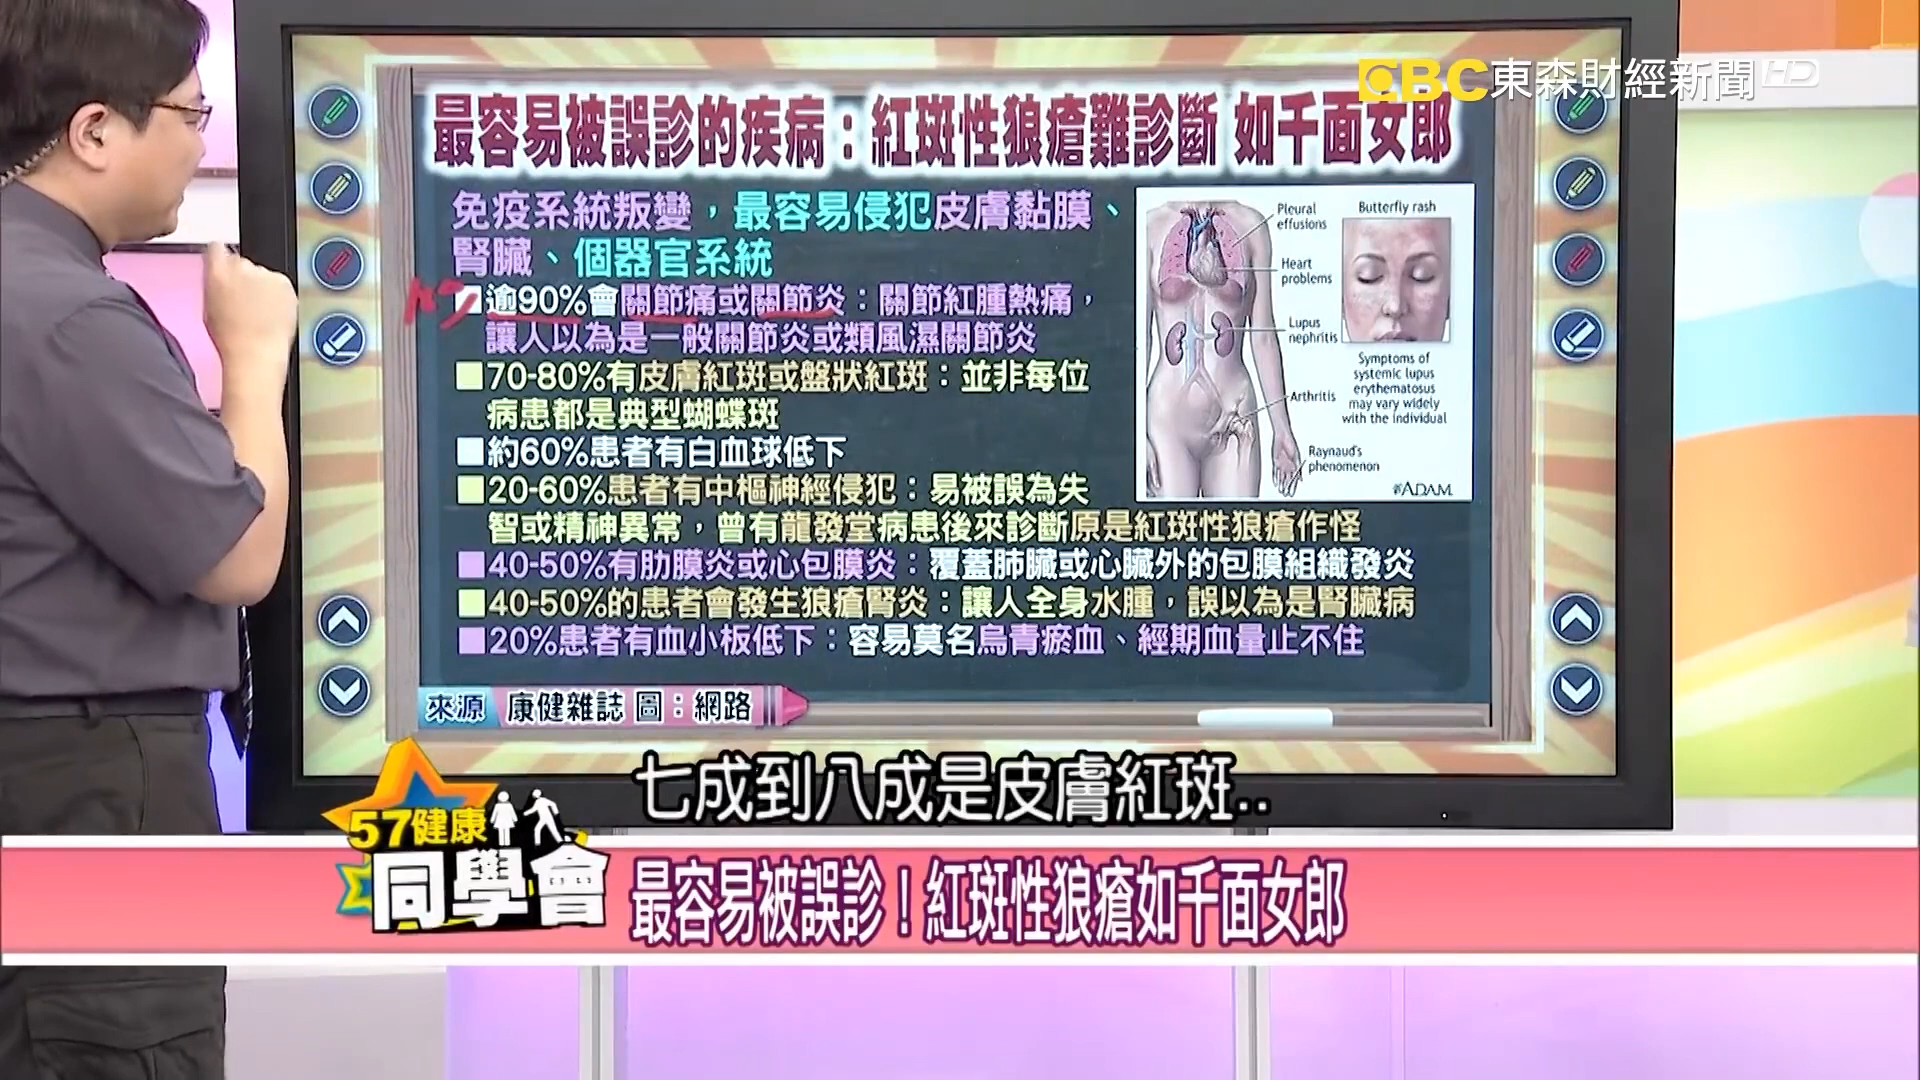 EBC東森財經新聞HD
最容易被誤診的疾病：紅斑性狼瘡難診斷 如千面女郎
免疫系統叛變，最容易侵犯皮膚黏膜、
腎臟、個器官系統
逾90%會關節痛或關節炎：關節紅腫熱痛，
讓人以為是一般關節炎或類風濕關節炎
■70-80%有皮膚紅斑或盤狀紅斑：並非每位
病患都是典型蝴蝶斑
■約60%患者有白血球低下
■20-60%患者有中樞神經侵犯：易被誤為失
智或精神異常，曾有龍發堂病患後來診斷原是紅斑性狼瘡作怪
■40-50%有肋膜炎或心包膜炎：覆蓋肺臟或心臟外的包膜組織發炎
■40-50%的患者會發生狼瘡腎炎：讓人全身水腫，誤以為是腎臟病
■20%患者有血小板低下：容易莫名烏青瘀血、經期血量止不住
Pleural
effusions
Heart
problems
Lupus
nephritis
Arthritis
Raynaud's
phenomenon
Butterfly rash
Symptoms of
systemic lupus
erythematosus
may vary widely
with the individual
ADAM.
來源 康健雜誌 圖：網路
七成到八成是皮膚紅斑..
57健康
同學會
最容易被誤診！紅斑性狼瘡如千面女郎